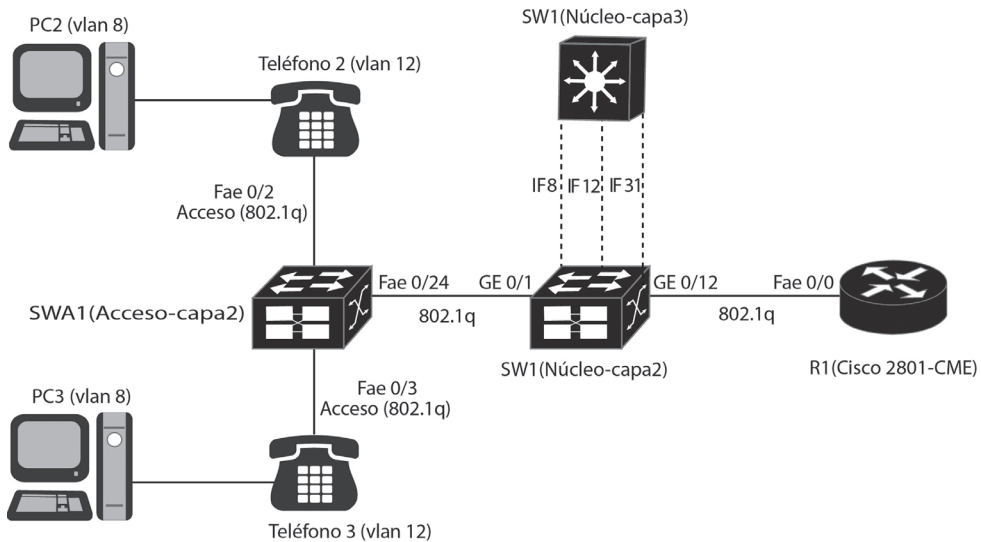 PC2 (vlan 8)
Teléfono 2 (vlan 12)
SW1(Núcleo-capa3)
Fae 0/2
Acceso (802.1q)
IF8
IF12
IF31
SWA1(Acceso-capa2)
Fae 0/24
GE 0/1
802.1q
GE 0/12
Fae 0/0
802.1q
SW1(Núcleo-capa2)
R1(Cisco 2801-CME)
PC3 (vlan 8)
Fae 0/3
Acceso (802.1q)
Teléfono 3 (vlan 12)